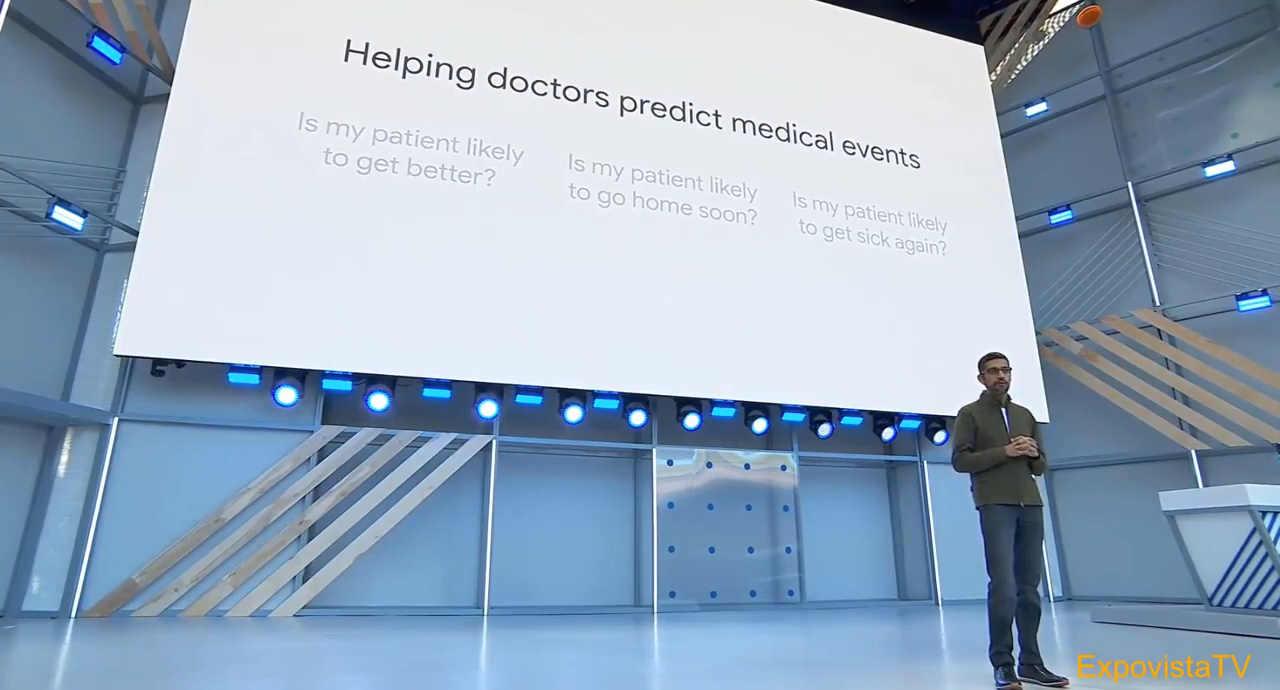 Helping doctors predict medical events
Is my patient likely
to get better?
Is my patient likely
to go home soon?
Is my patient likely
to get sick again?
ExpovistaTV